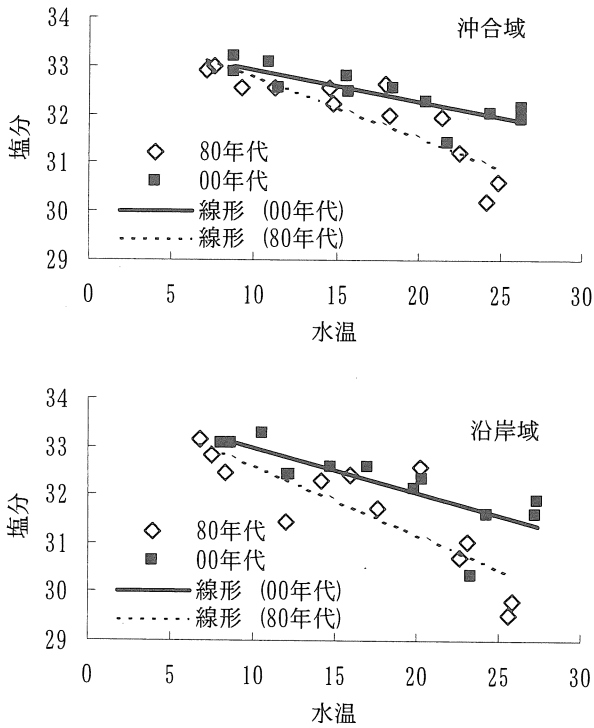 沖合域
34
33
32
31
30
29
塩分
80年代
00年代
線形 (00年代)
線形 (80年代)
0 5 10 15 20 25 30
水温
沿岸域
34
33
32
31
30
29
塩分
80年代
00年代
線形 (00年代)
線形 (80年代)
0 5 10 15 20 25 30
水温